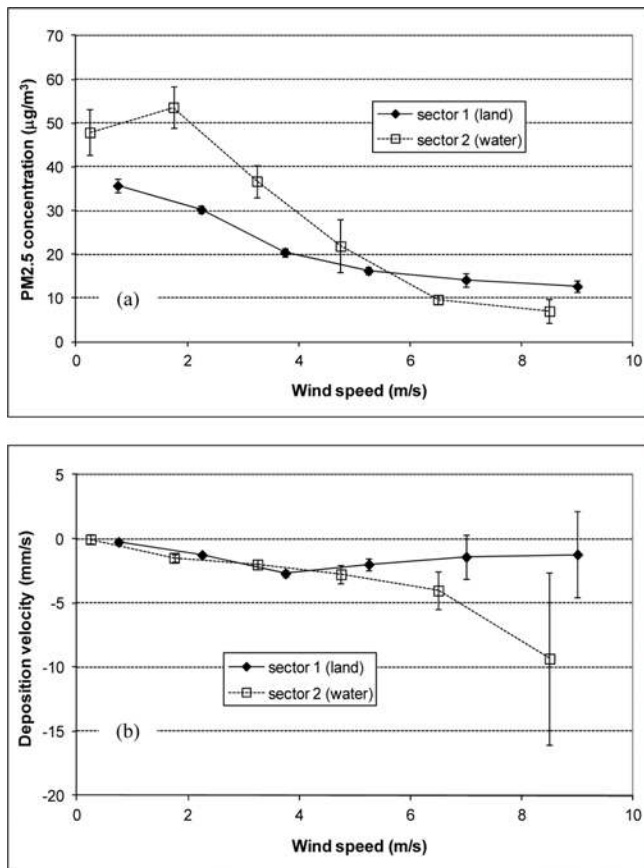 70
60
50
40
30
20
10
0
PM2.5 concentration (µg/m³)
sector 1 (land)
sector 2 (water)
(a)
0 2 4 6 8 10
Wind speed (m/s)
5
0
-5
-10
-15
-20
Deposition velocity (mm/s)
sector 1 (land)
sector 2 (water)
(b)
0 2 4 6 8 10
Wind speed (m/s)